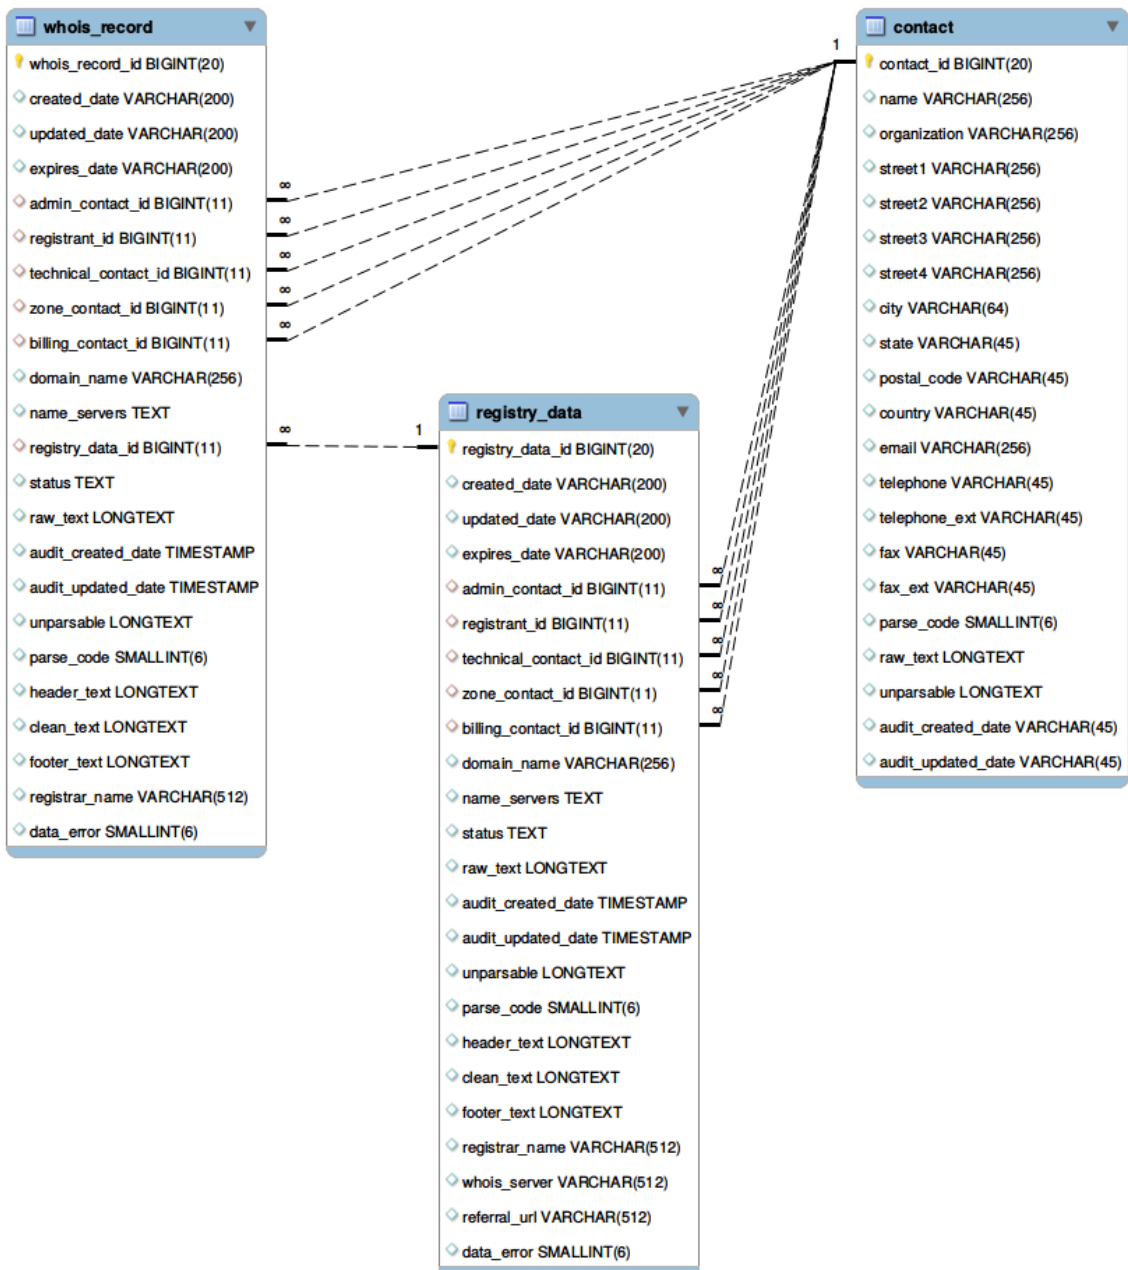 whois_record
whois_record_id BIGINT(20)
created_date VARCHAR(200)
updated_date VARCHAR(200)
expires_date VARCHAR(200)
admin_contact_id BIGINT(11)
registrant_id BIGINT(11)
technical_contact_id BIGINT(11)
zone_contact_id BIGINT(11)
billing_contact_id BIGINT(11)
domain_name VARCHAR(256)
name_servers TEXT
registry_data_id BIGINT(11)
status TEXT
raw_text LONGTEXT
audit_created_date TIMESTAMP
audit_updated_date TIMESTAMP
unparsable LONGTEXT
parse_code SMALLINT(6)
header_text LONGTEXT
clean_text LONGTEXT
footer_text LONGTEXT
registrar_name VARCHAR(512)
data_error SMALLINT(6)
∞
∞
∞
∞
∞
∞
1
1
registry_data
registry_data_id BIGINT(20)
created_date VARCHAR(200)
updated_date VARCHAR(200)
expires_date VARCHAR(200)
admin_contact_id BIGINT(11)
registrant_id BIGINT(11)
technical_contact_id BIGINT(11)
zone_contact_id BIGINT(11)
billing_contact_id BIGINT(11)
domain_name VARCHAR(256)
name_servers TEXT
status TEXT
raw_text LONGTEXT
audit_created_date TIMESTAMP
audit_updated_date TIMESTAMP
unparsable LONGTEXT
parse_code SMALLINT(6)
header_text LONGTEXT
clean_text LONGTEXT
footer_text LONGTEXT
registrar_name VARCHAR(512)
whois_server VARCHAR(512)
referral_url VARCHAR(512)
data_error SMALLINT(6)
∞
∞
∞
∞
∞
contact
contact_id BIGINT(20)
name VARCHAR(256)
organization VARCHAR(256)
street1 VARCHAR(256)
street2 VARCHAR(256)
street3 VARCHAR(256)
street4 VARCHAR(256)
city VARCHAR(64)
state VARCHAR(45)
postal_code VARCHAR(45)
country VARCHAR(45)
email VARCHAR(256)
telephone VARCHAR(45)
telephone_ext VARCHAR(45)
fax VARCHAR(45)
fax_ext VARCHAR(45)
parse_code SMALLINT(6)
raw_text LONGTEXT
unparsable LONGTEXT
audit_created_date VARCHAR(45)
audit_updated_date VARCHAR(45)